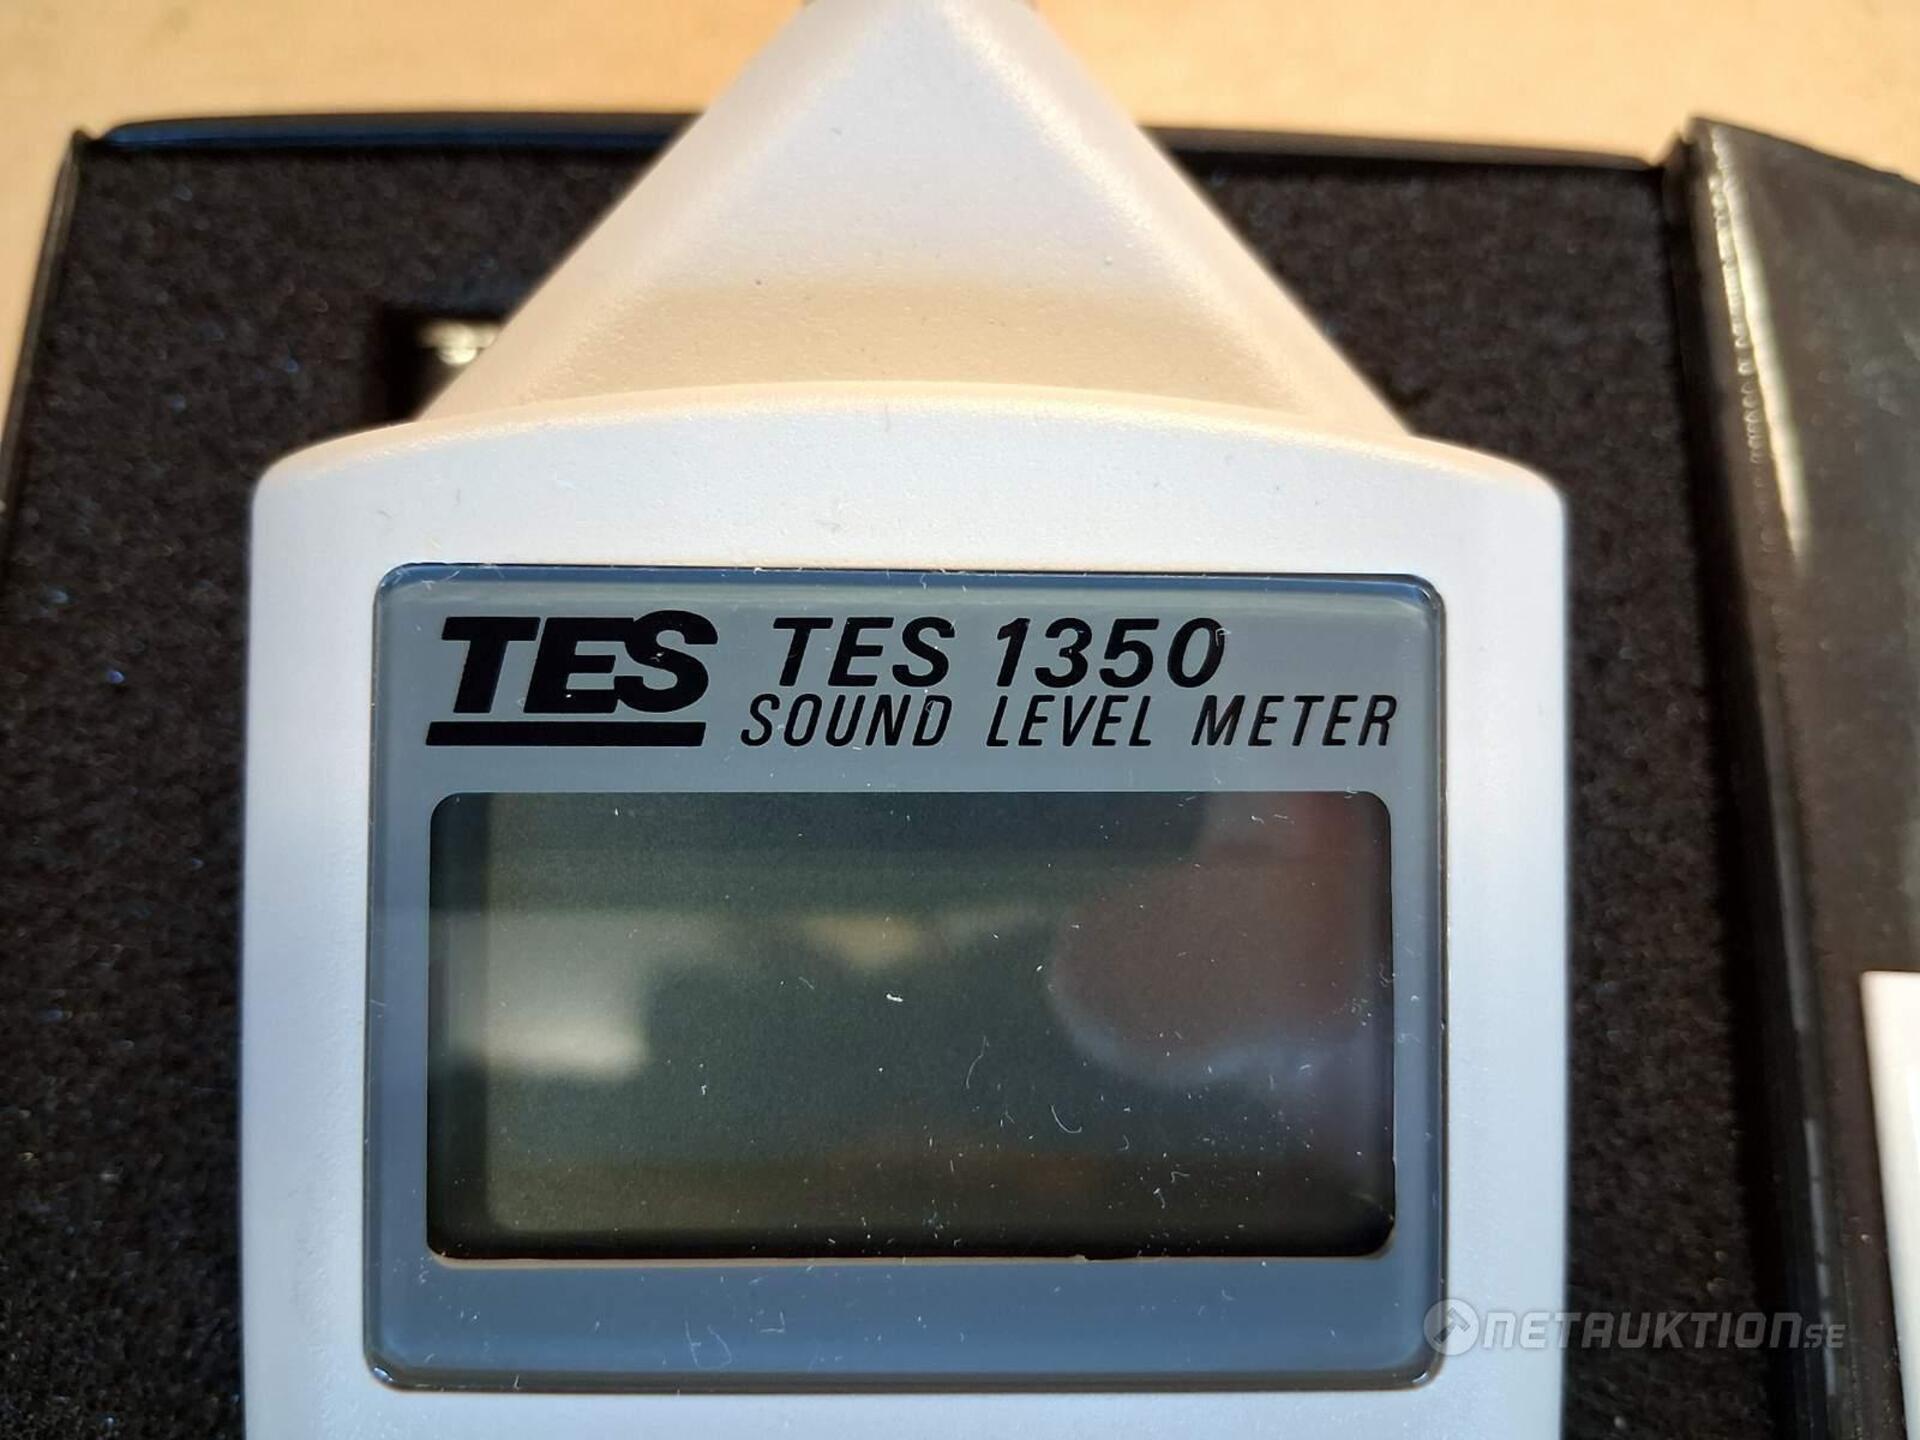 TES TES 1350
SOUND LEVEL METER
NETAUKTION.SE